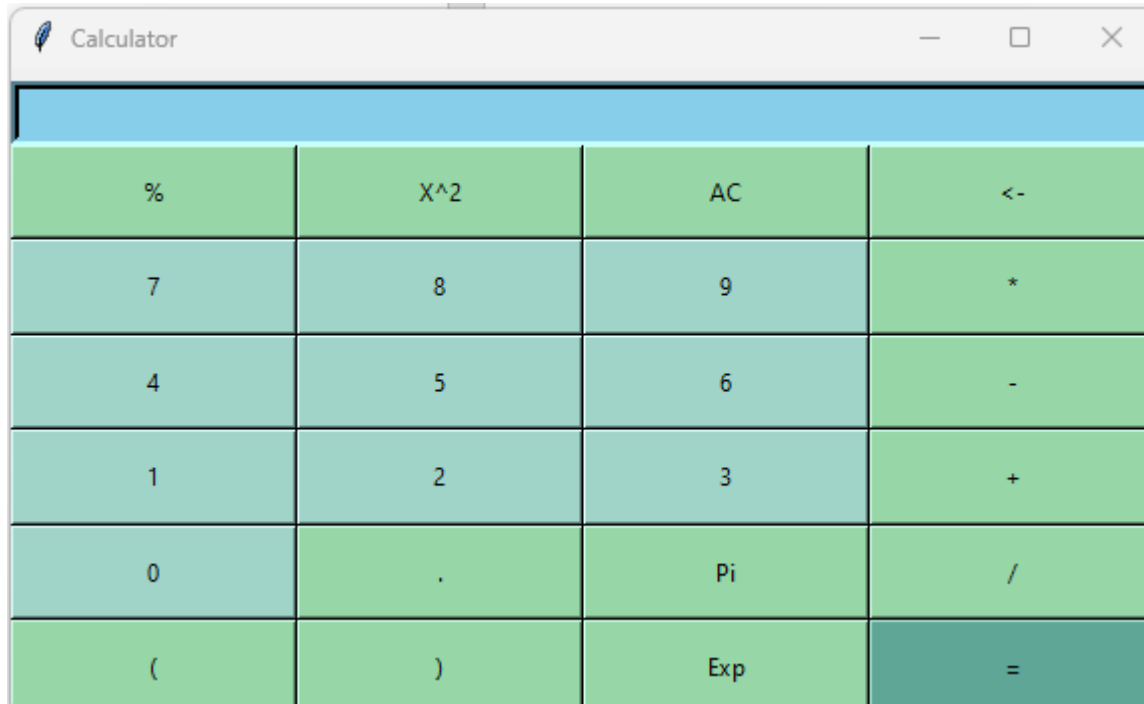 Calculator
% X^2 AC <-
7 8 9 *
4 5 6 -
1 2 3 +
0 . Pi /
( ) Exp =